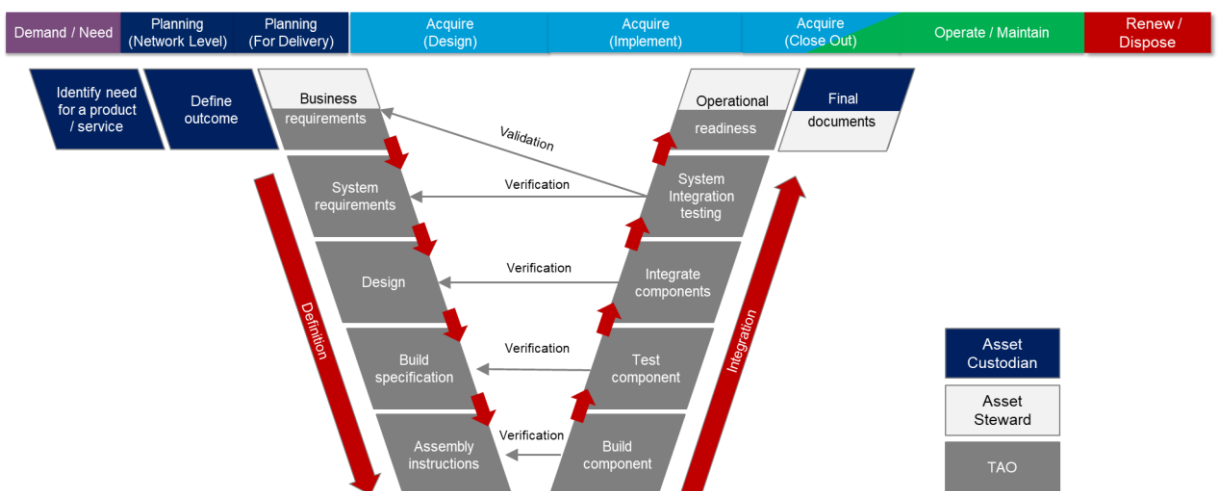 Demand / Need
Planning
(Network Level)
Planning
(For Delivery)
Acquire
(Design)
Acquire
(Implement)
Acquire
(Close Out)
Operate / Maintain
Renew /
Dispose
Identify need
for a product
/ service
Define
outcome
Business
requirements
Operational
readiness
Final
documents
Validation
System
requirements
Verification
System
Integration
testing
Design
Verification
Integrate
components
Definition
Integration
Build
specification
Verification
Test
component
Assembly
instructions
Verification
Build
component
Asset
Custodian
Asset
Steward
TAO